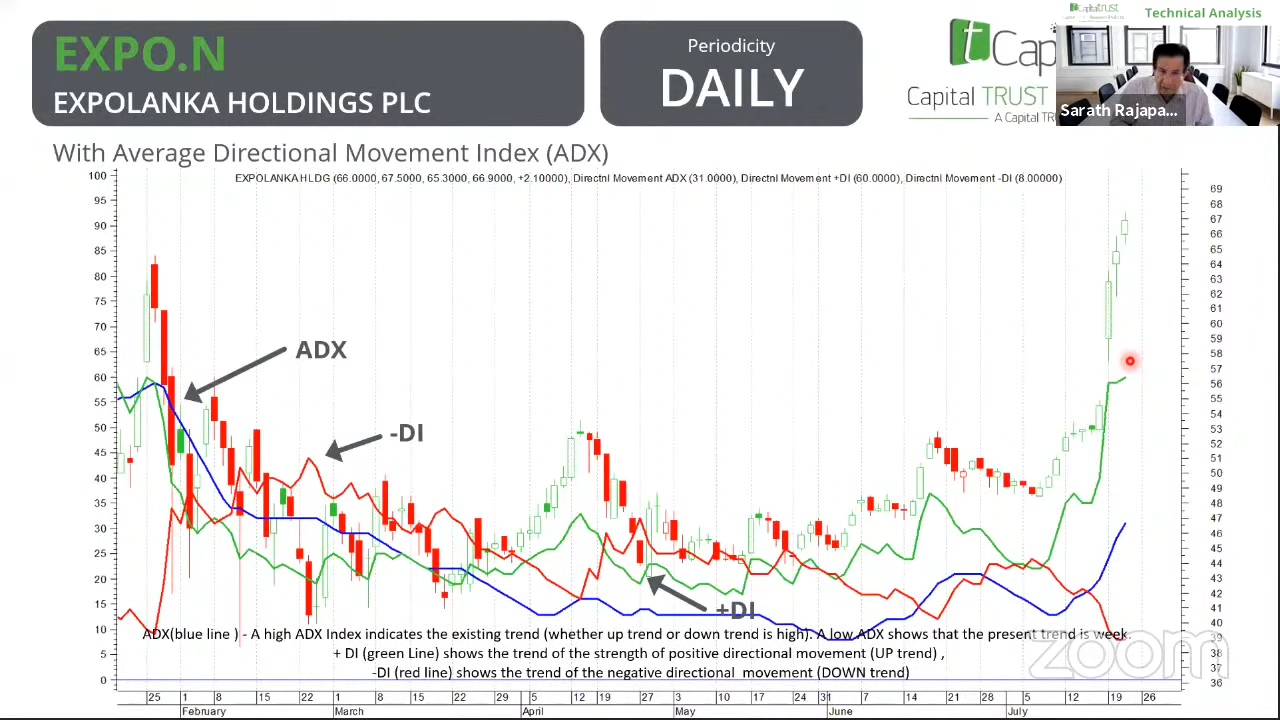 EXPO.N
EXPOLANKA HOLDINGS PLC
Periodicity
DAILY
t Cap
Capital TRUST
A Capital TR
CapitalTRUST
Technical Analysis
Sarath Rajapa...
With Average Directional Movement Index (ADX)
EXPOLANKA HLDG (66.0000, 67.5000, 65.3000, 66.9000, +2.10000), Directnl Movement ADX (31.0000), Directnl Movement +DI (60.0000), Directnl Movement -DI (8.00000)
100
95
90
85
80
75
70
65
60
55
50
45
40
35
30
25
20
15
10
5
0
69
68
67
66
65
64
63
62
61
60
59
58
57
56
55
54
53
52
51
50
49
48
47
46
45
44
43
42
41
40
39
38
37
36
ADX
-DI
+DI
ADX(blue line ) - A high ADX Index indicates the existing trend (whether up trend or down trend is high). A low ADX shows that the present trend is week.
+ DI (green Line) shows the trend of the strength of positive directional movement (UP trend) ,
-DI (red line) shows the trend of the negative directional movement (DOWN trend)
zoom
25 1 8 15 22 1 8 15 22 29 5 12 19 27 3 10 17 24 31 7 14 21 28 5 12 19 26
February March April May June July